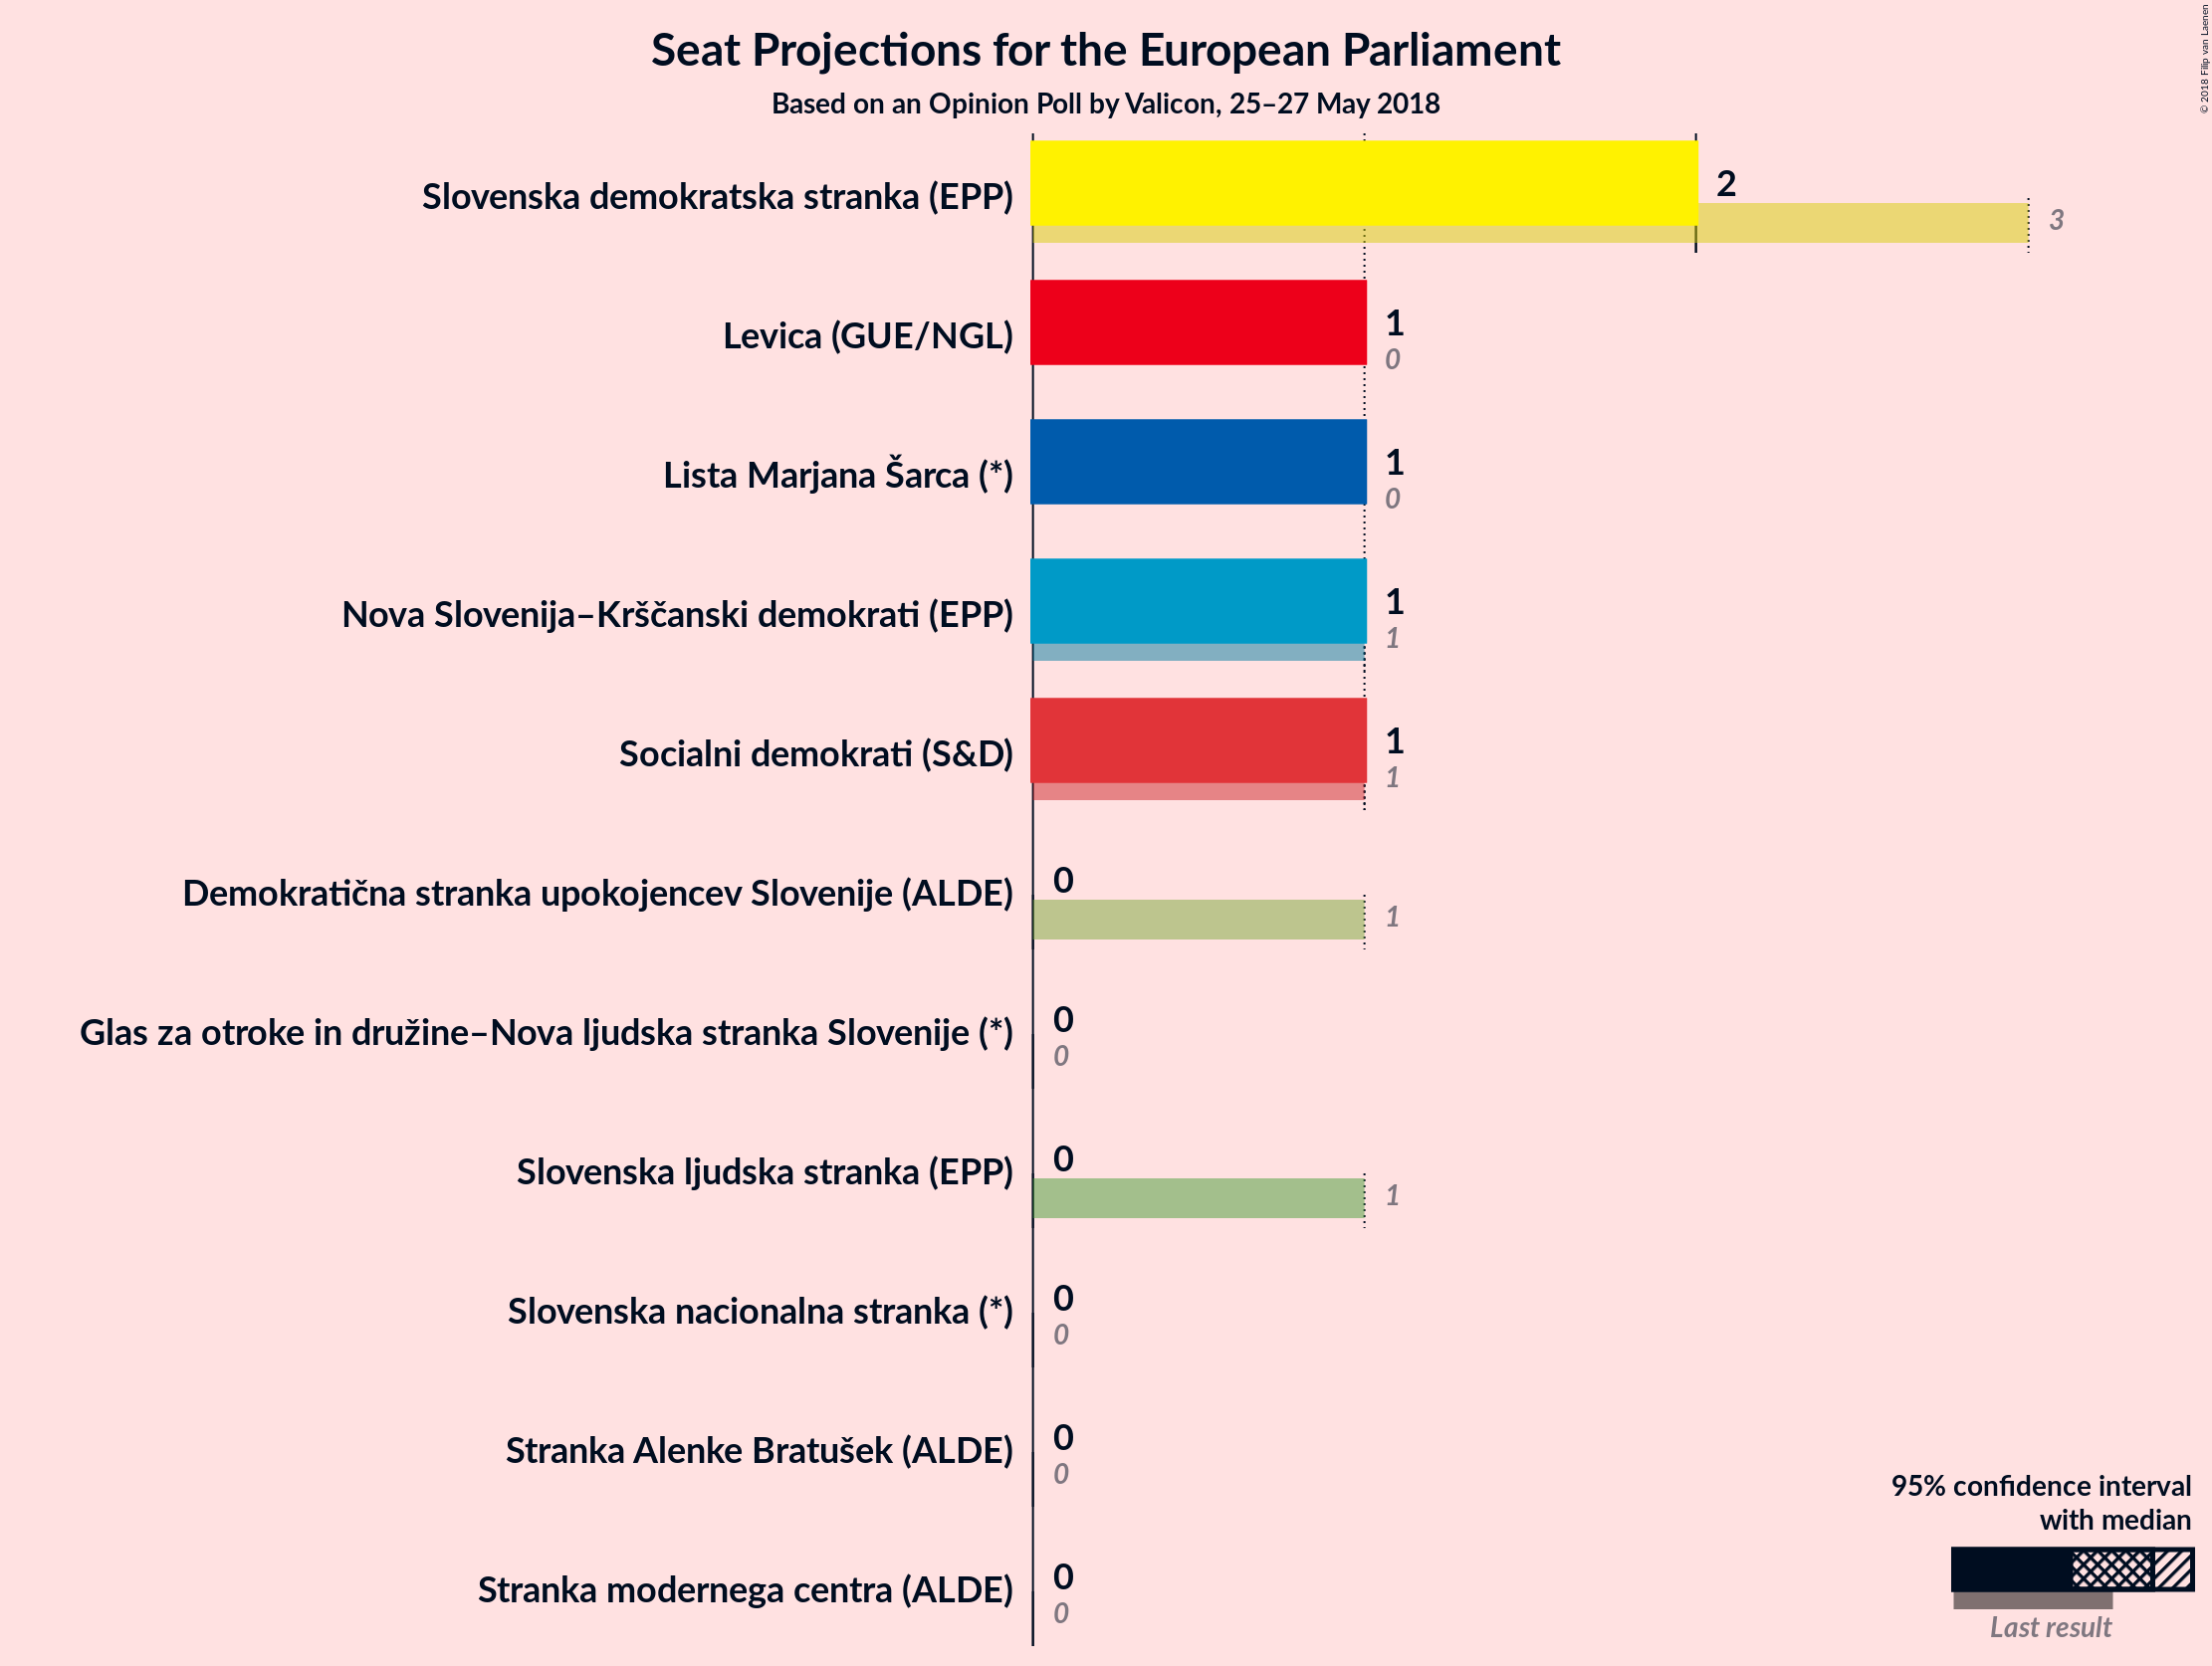 Seat Projections for the European Parliament
Based on an Opinion Poll by Valicon, 25–27 May 2018
© 2018 Filip van Laenen
Slovenska demokratska stranka (EPP)
2
3
Levica (GUE/NGL)
1
0
Lista Marjana Šarca (*)
1
0
Nova Slovenija–Krščanski demokrati (EPP)
1
1
Socialni demokrati (S&D)
1
1
Demokratična stranka upokojencev Slovenije (ALDE)
0
1
Glas za otroke in družine–Nova ljudska stranka Slovenije (*)
0
0
Slovenska ljudska stranka (EPP)
0
1
Slovenska nacionalna stranka (*)
0
0
Stranka Alenke Bratušek (ALDE)
0
0
Stranka modernega centra (ALDE)
0
0
95% confidence interval
with median
Last result